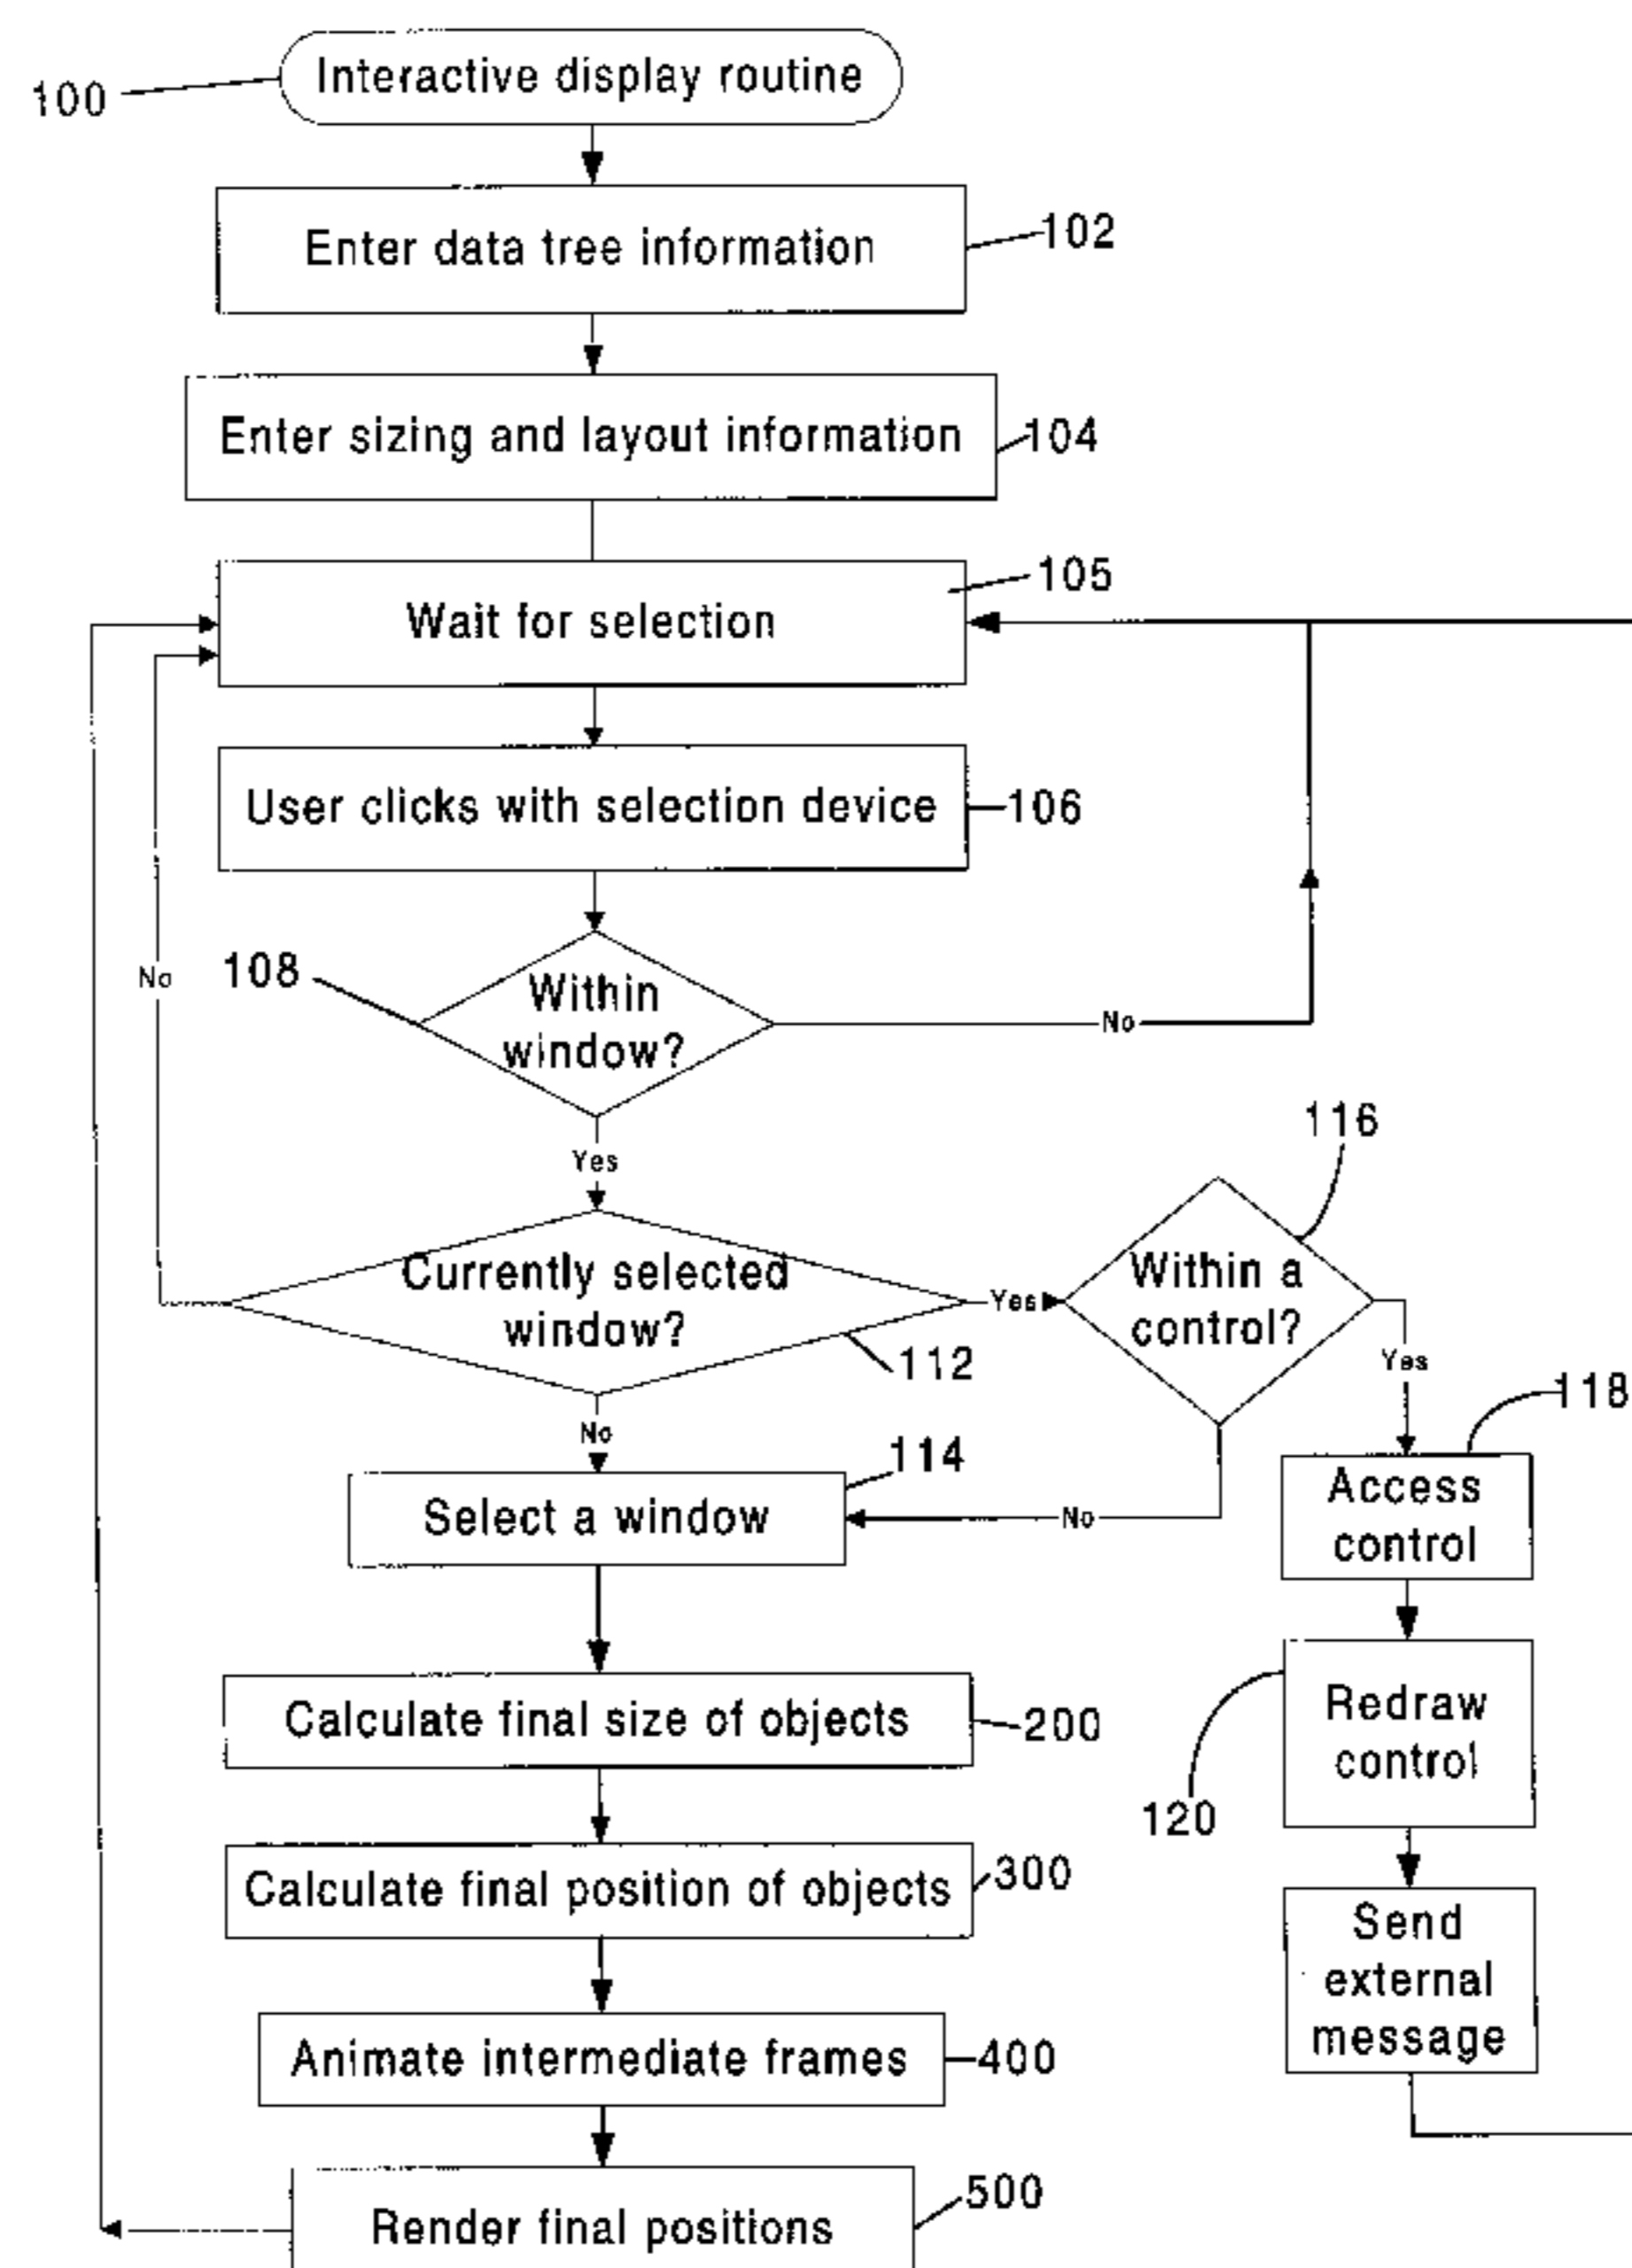 Interactive display routine
100
Enter data tree information
102
Enter sizing and layout information
104
Wait for selection
105
User clicks with selection device
106
No
108
Within
window?
No
Yes
116
Currently selected
window?
Yes
Within a
control?
112
Yes
118
No
114
Select a window
No
Access
control
Calculate final size of objects
200
Redraw
control
120
Calculate final position of objects
300
Send
external
message
Animate intermediate frames
400
Render final positions
500